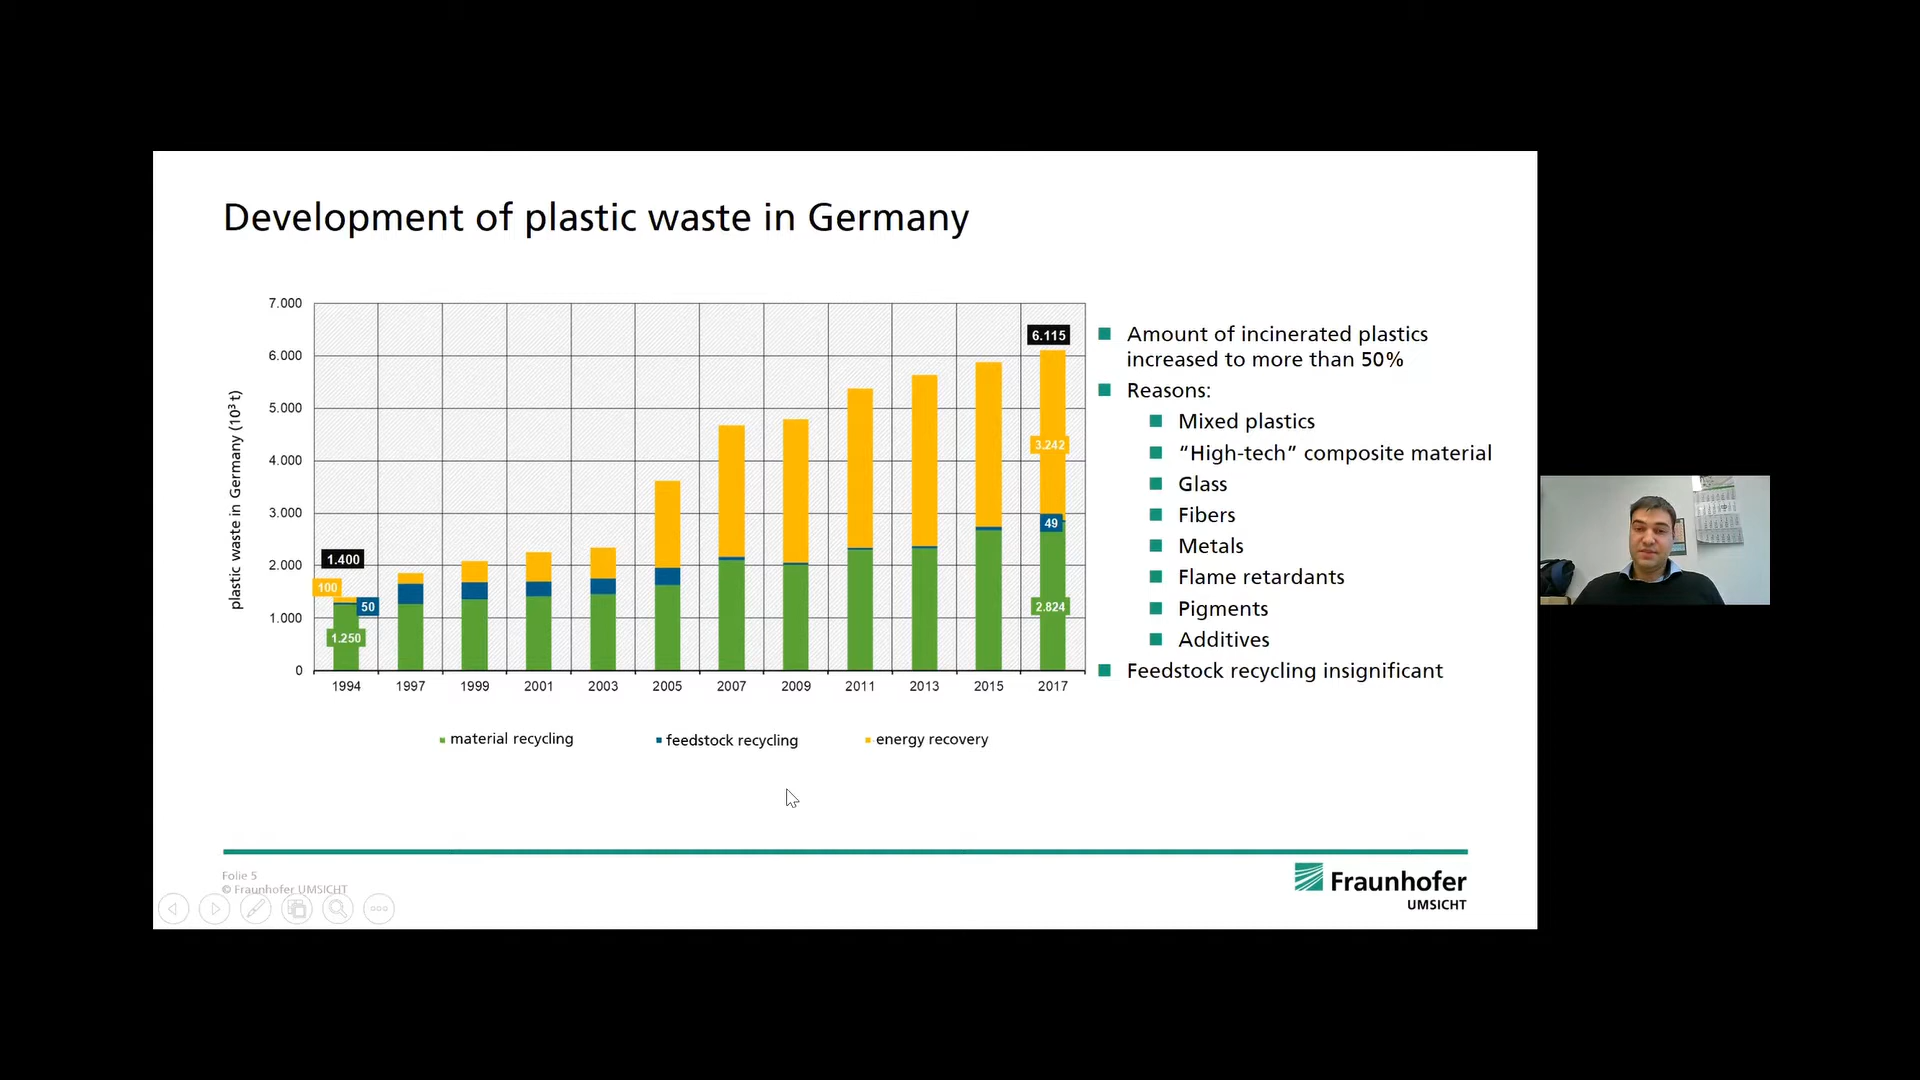 Development of plastic waste in Germany
plastic waste in Germany (10³ t)
7.000
6.000
5.000
4.000
3.000
2.000
1.000
0
1.400
100
50
1.250
6.115
3.242
49
2.824
1994 1997 1999 2001 2003 2005 2007 2009 2011 2013 2015 2017
material recycling feedstock recycling energy recovery
Amount of incinerated plastics
increased to more than 50%
Reasons:
Mixed plastics
“High-tech” composite material
Glass
Fibers
Metals
Flame retardants
Pigments
Additives
Feedstock recycling insignificant
Folie 5
© Fraunhofer UMSICHT
Fraunhofer
UMSICHT